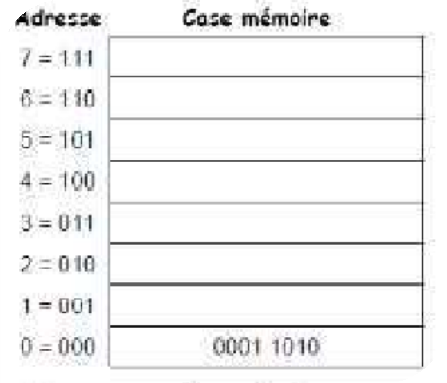 Adresse Case mémoire
7 = 111
6 = 110
5 = 101
4 = 100
3 = 011
2 = 010
1 = 001
0 = 000 0001 1010